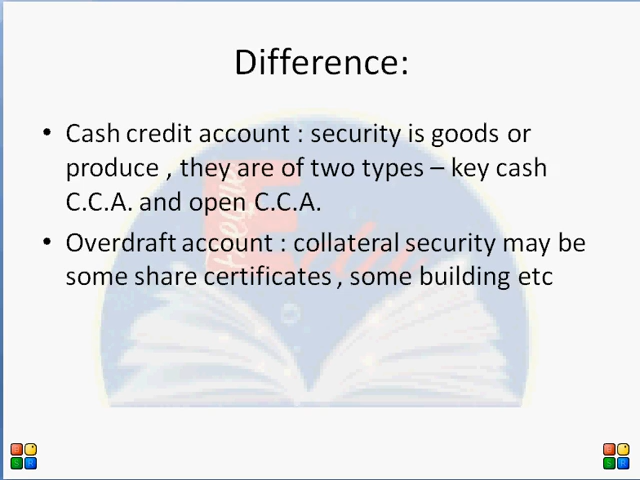 Difference:
• Cash credit account : security is goods or
produce , they are of two types – key cash
C.C.A. and open C.C.A.
• Overdraft account : collateral security may be
some share certificates , some building etc